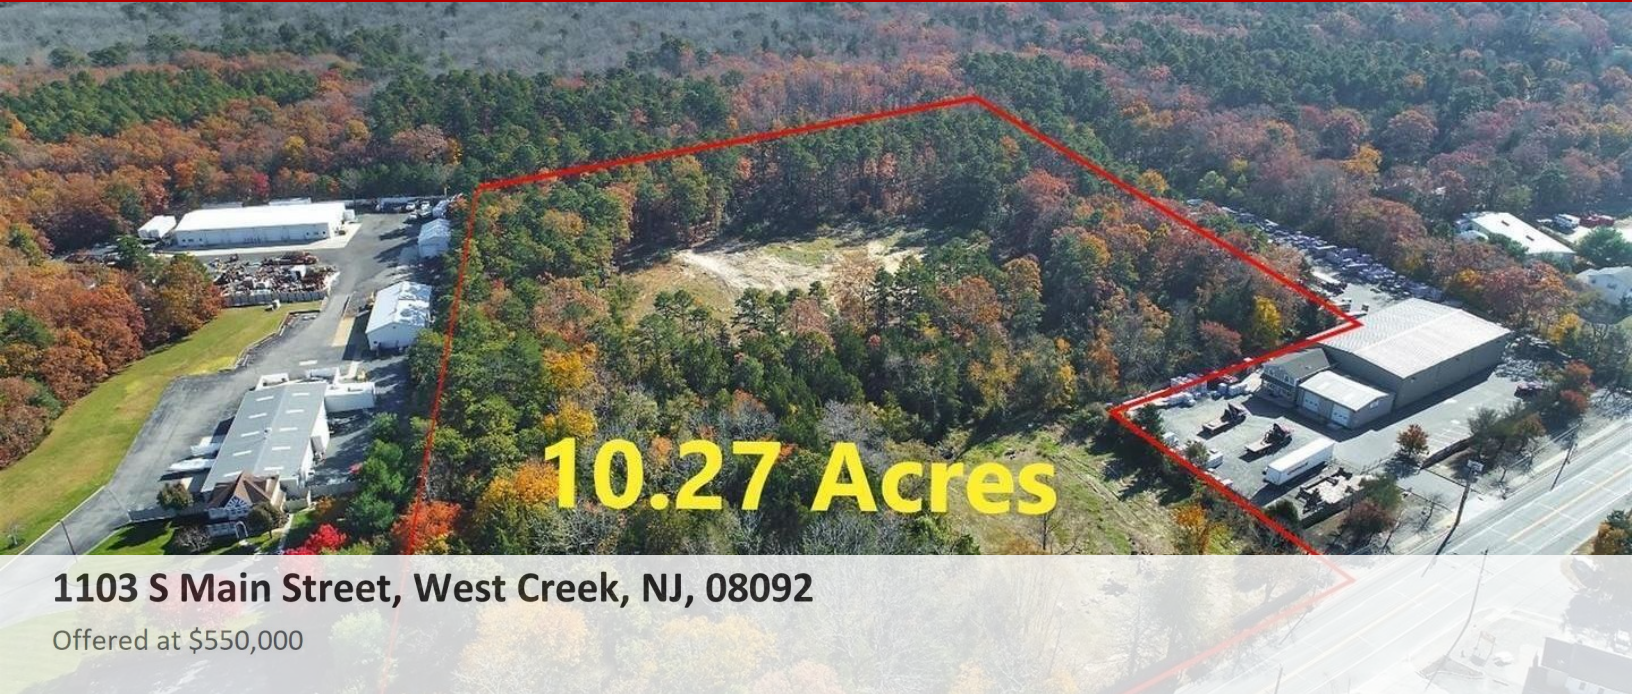 10.27 Acres
1103 S Main Street, West Creek, NJ, 08092
Offered at $550,000